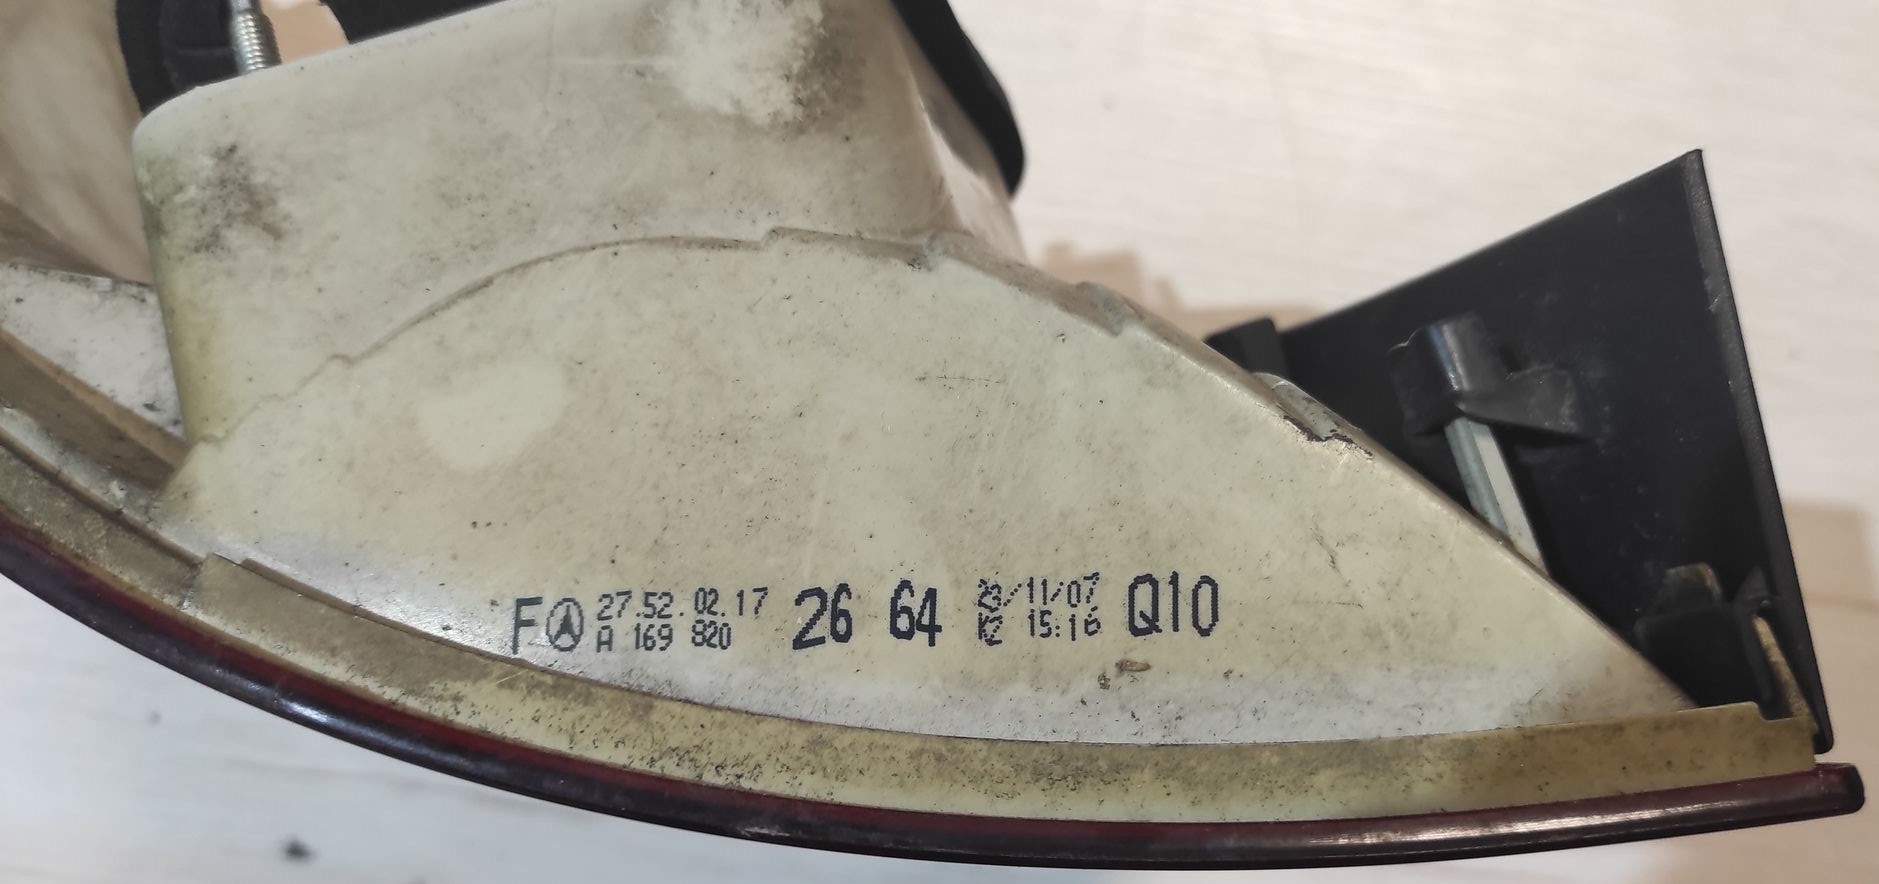 F 27.52.02.17 26 64 23/11/07 Q10
A 169 820 K2 15:16